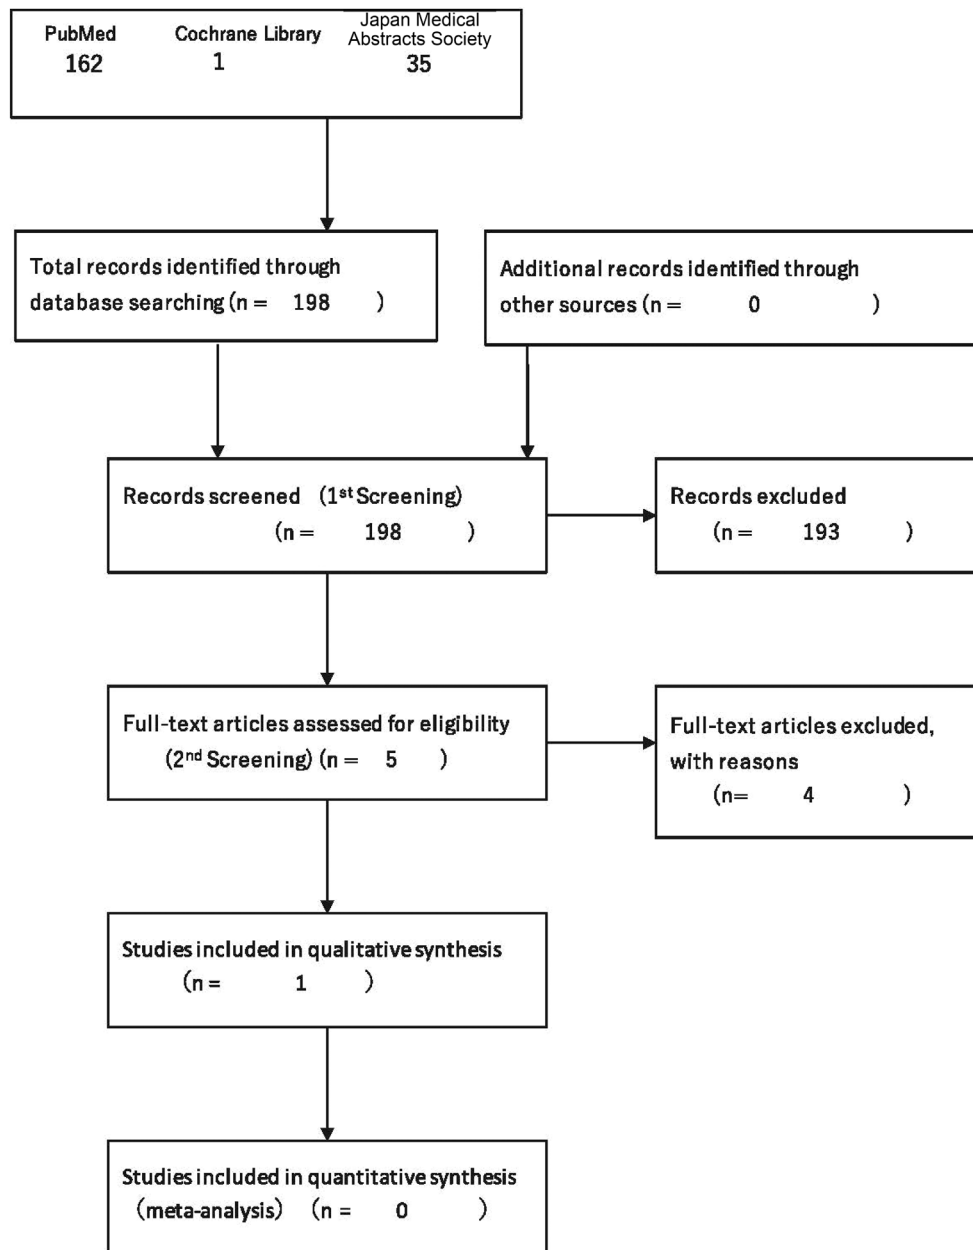 PubMed Cochrane Library Japan Medical
Abstracts Society
162 1 35
Total records identified through
database searching (n = 198 )
Additional records identified through
other sources (n = 0 )
Records screened (1st Screening)
(n = 198 )
Records excluded
(n = 193 )
Full-text articles assessed for eligibility
(2nd Screening) (n = 5 )
Full-text articles excluded,
with reasons
(n= 4 )
Studies included in qualitative synthesis
(n = 1 )
Studies included in quantitative synthesis
(meta-analysis) (n = 0 )